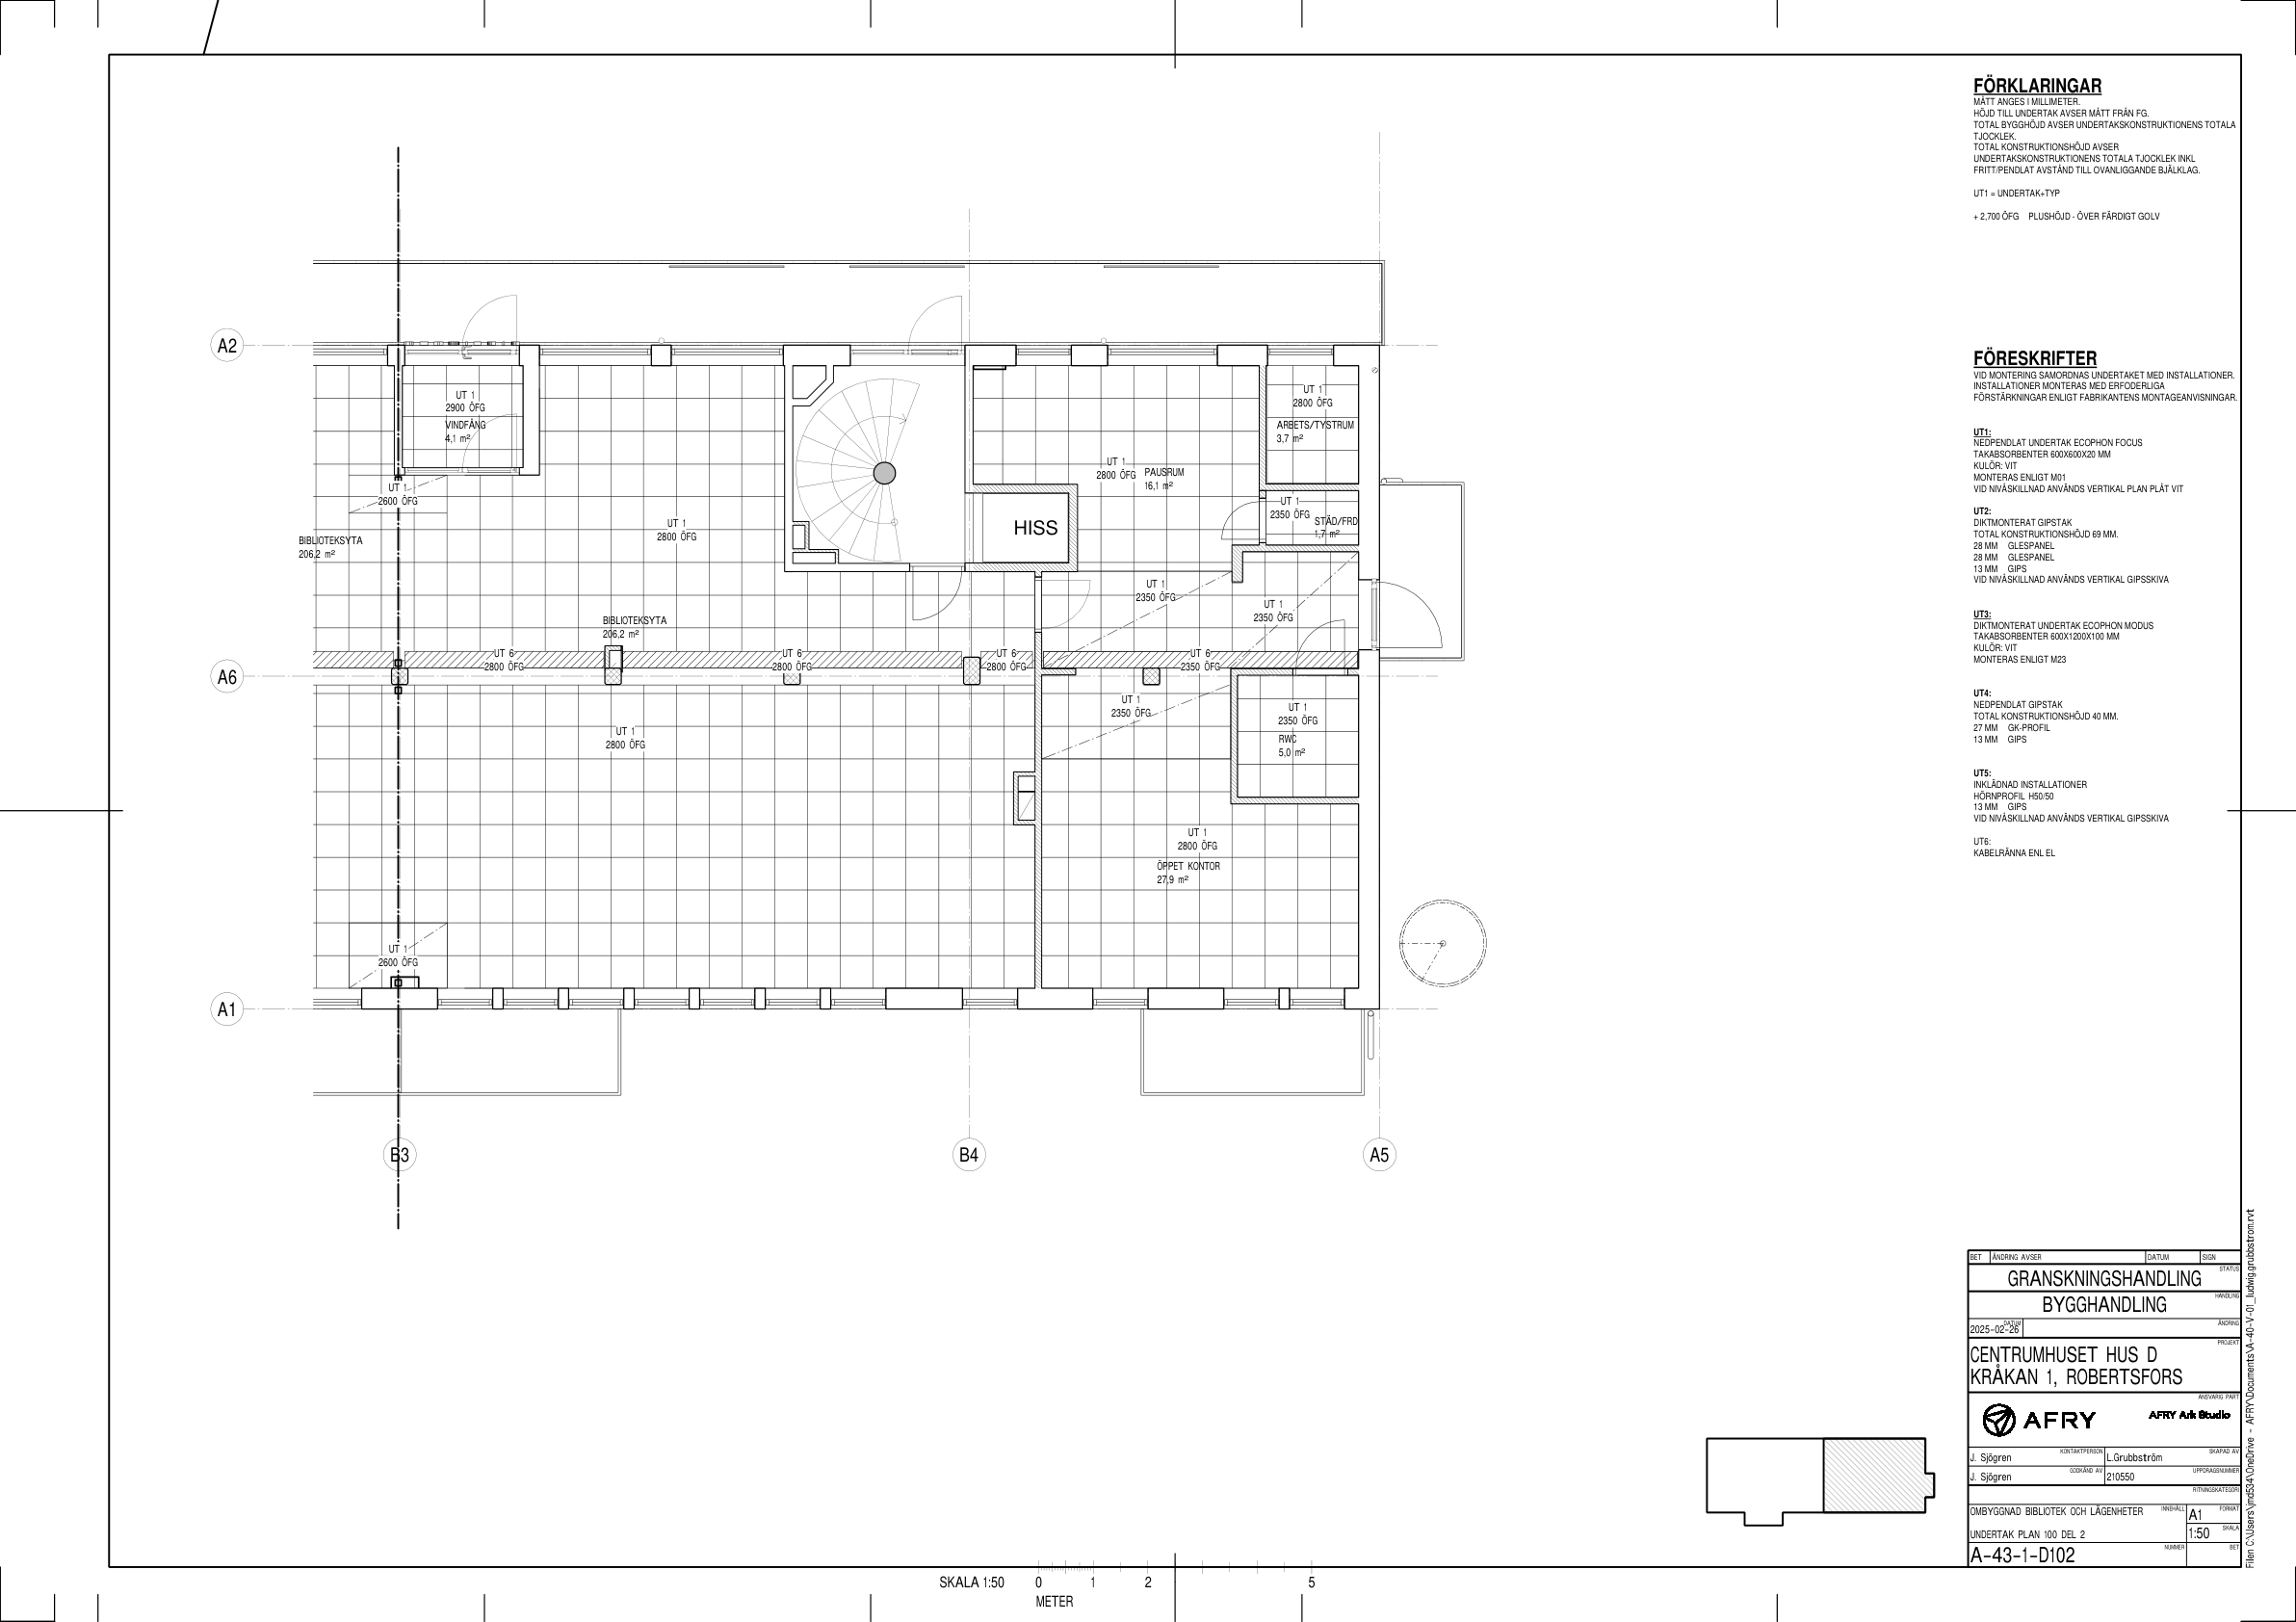 FÖRKLARINGAR
MÅTT ANGES I MILLIMETER.
HÖJD TILL UNDERTAK AVSER MÅTT FRÅN FG.
TOTAL BYGGHÖJD AVSER UNDERTAKSKONSTRUKTIONENS TOTALA
TJOCKLEK.
TOTAL KONSTRUKTIONSHÖJD AVSER
UNDERTAKSKONSTRUKTIONENS TOTALA TJOCKLEK INKL
FRITT/PENDLAT AVSTÅND TILL OVANLIGGANDE BJÄLKLAG.
UT1 = UNDERTAK+TYP
+ 2,700 ÖFG PLUSHÖJD - ÖVER FÄRDIGT GOLV
FÖRESKRIFTER
VID MONTERING SAMORDNAS UNDERTAKET MED INSTALLATIONER.
INSTALLATIONER MONTERAS MED ERFODERLIGA
FÖRSTÄRKNINGAR ENLIGT FABRIKANTENS MONTAGEANVISNINGAR.
UT1:
NEDPENDLAT UNDERTAK ECOPHON FOCUS
TAKABSORBENTER 600X600X20 MM
KULÖR: VIT
MONTERAS ENLIGT M01
VID NIVÅSKILLNAD ANVÄNDS VERTIKAL PLAN PLÅT VIT
UT2:
DIKTMONTERAT GIPSTAK
TOTAL KONSTRUKTIONSHÖJD 69 MM.
28 MM GLESPANEL
28 MM GLESPANEL
13 MM GIPS
VID NIVÅSKILLNAD ANVÄNDS VERTIKAL GIPSSKIVA
UT3:
DIKTMONTERAT UNDERTAK ECOPHON MODUS
TAKABSORBENTER 600X1200X100 MM
KULÖR: VIT
MONTERAS ENLIGT M23
UT4:
NEDPENDLAT GIPSTAK
TOTAL KONSTRUKTIONSHÖJD 40 MM.
27 MM GK-PROFIL
13 MM GIPS
UT5:
INKLÄDNAD INSTALLATIONER
HÖRNPROFIL H50/50
13 MM GIPS
VID NIVÅSKILLNAD ANVÄNDS VERTIKAL GIPSSKIVA
UT6:
KABELRÄNNA ENL EL
A2
UT 1
2900 ÖFG
VINDFÅNG
4,1 m²
UT 1
2800 ÖFG
ARBETS/TYSTRUM
3,7 m²
UT 1
2800 ÖFG
PAUSRUM
16,1 m²
UT 1
2600 ÖFG
UT 1
2350 ÖFG
STÄD/FRD
1,7 m²
UT 1
2800 ÖFG
HISS
BIBLIOTEKSYTA
206,2 m²
UT 1
2350 ÖFG
UT 1
2350 ÖFG
BIBLIOTEKSYTA
206,2 m²
UT 6
2800 ÖFG
UT 6
2800 ÖFG
UT 6
2800 ÖFG
UT 6
2350 ÖFG
A6
UT 1
2350 ÖFG
UT 1
2350 ÖFG
RWC
5,0 m²
UT 1
2800 ÖFG
UT 1
2800 ÖFG
ÖPPET KONTOR
27,9 m²
UT 1
2600 ÖFG
A1
B3
B4
A5
BET ÄNDRING AVSER DATUM SIGN
STATUS
GRANSKNINGSHANDLING
HANDLING
BYGGHANDLING
DATUM
2025-02-26
ÄNDRING
PROJEKT
CENTRUMHUSET HUS D
KRÅKAN 1, ROBERTSFORS
ANSVARIG PART
AFRY
AFRY Ark Studio
KONTAKTPERSON
J. Sjögren
SKAPAD AV
L.Grubbström
GODKÄND AV
J. Sjögren
UPPDRAGSNUMMER
210550
RITNINGSKATEGORI
INNEHÅLL
OMBYGGNAD BIBLIOTEK OCH LÄGENHETER
UNDERTAK PLAN 100 DEL 2
FORMAT
A1
SKALA
1:50
NUMMER
A-43-1-D102
BET
Filen C:\Users\jnd534\OneDrive - AFRY\Documents\A-40-V-01_ludwig.grubbstrom.rvt
SKALA 1:50 0 1 2 5
METER